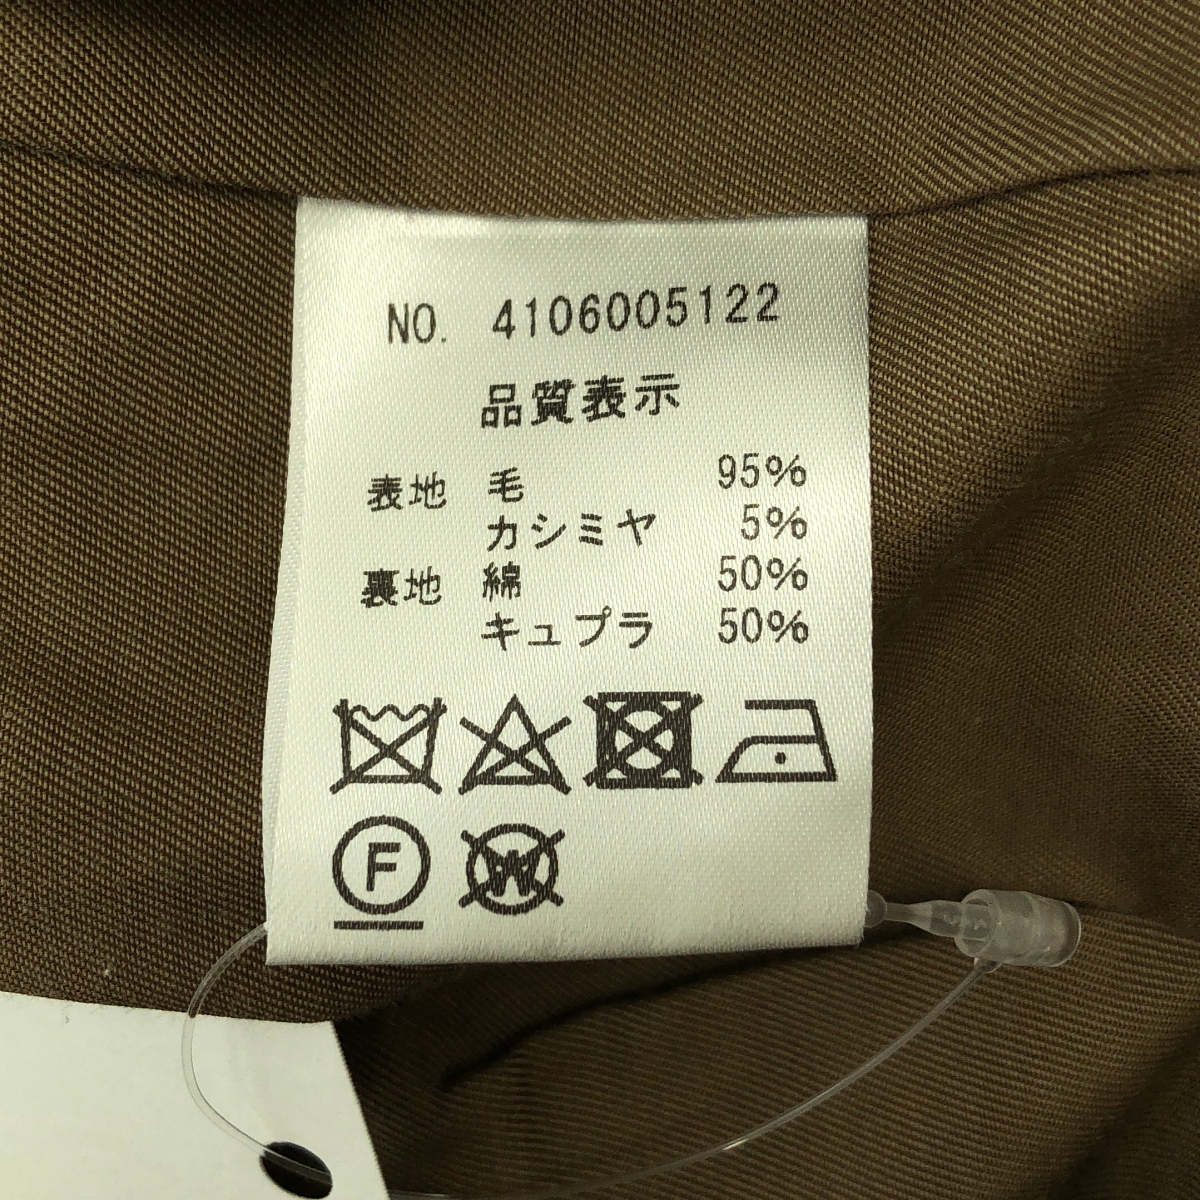 NO. 4106005122
品質表示
表地 毛 95%
カシミヤ 5%
裏地 綿 50%
キュプラ 50%
F
W